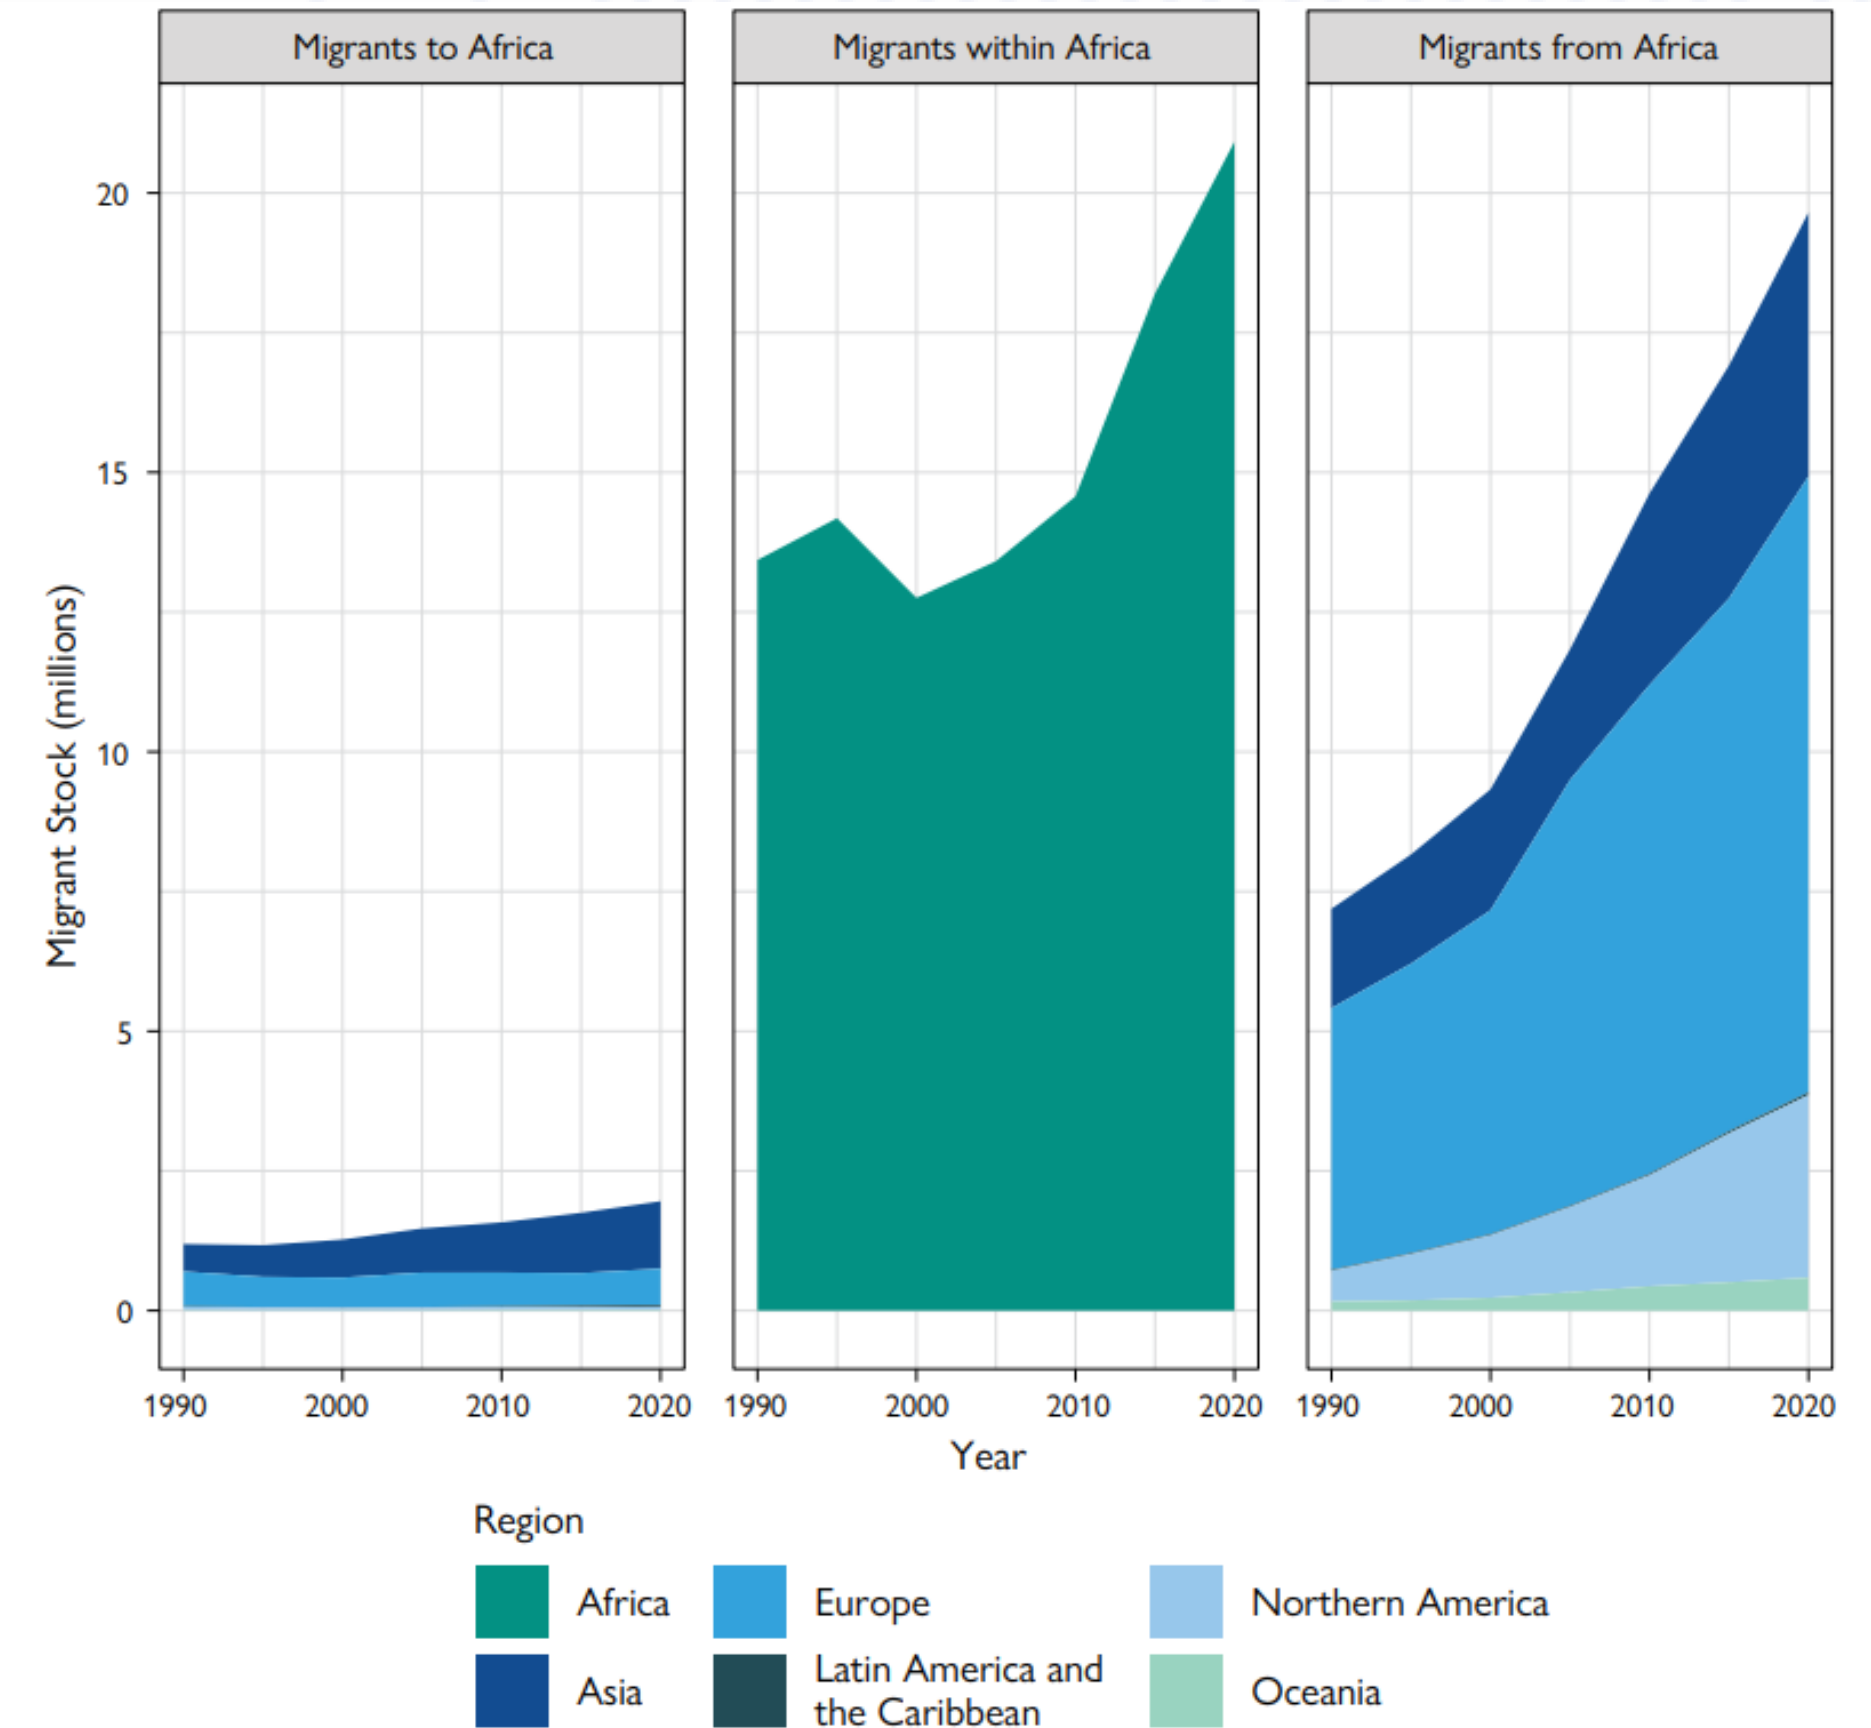 Migrants to Africa
Migrants within Africa
Migrants from Africa
Migrant Stock (millions)
20
15
10
5
0
1990 2000 2010 2020
1990 2000 2010 2020
1990 2000 2010 2020
Year
Region
Africa
Europe
Northern America
Asia
Latin America and
the Caribbean
Oceania